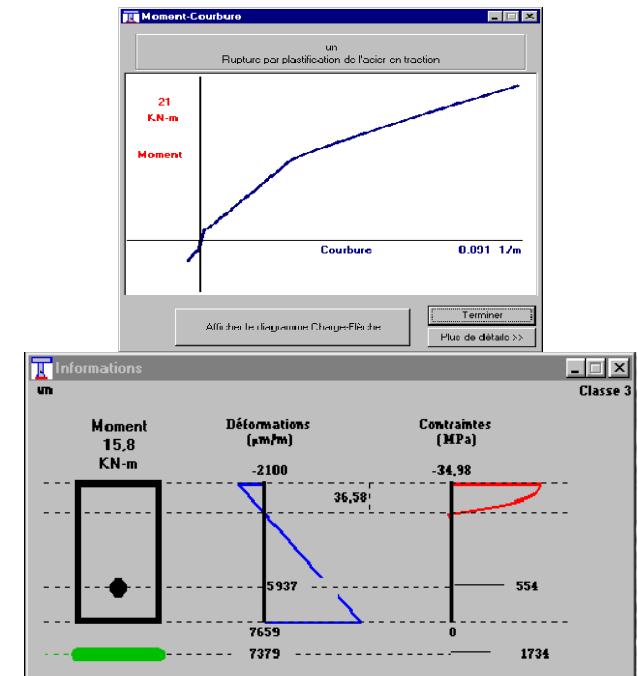 Moment-Courbure
un
Rupture par plastification de l'acier en traction
21
KN-m
Moment
Courbure 0.091 1/m
Afficher le diagramme Charge-Flèche
Terminer
Plus de détails >>
Informations
un Classe 3
Moment Déformations Contraintes
15,8 (µm/m) (MPa)
KN-m
-2100 -34,98
36,58
5937 554
7659 0
7379 1734